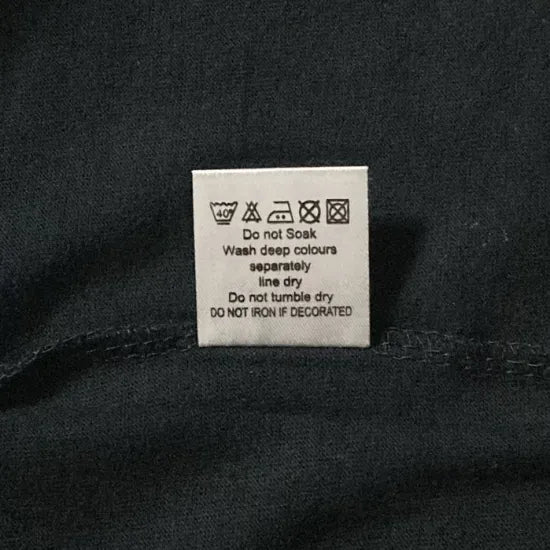 40°
Do not Soak
Wash deep colours
separately
line dry
Do not tumble dry
DO NOT IRON IF DECORATED